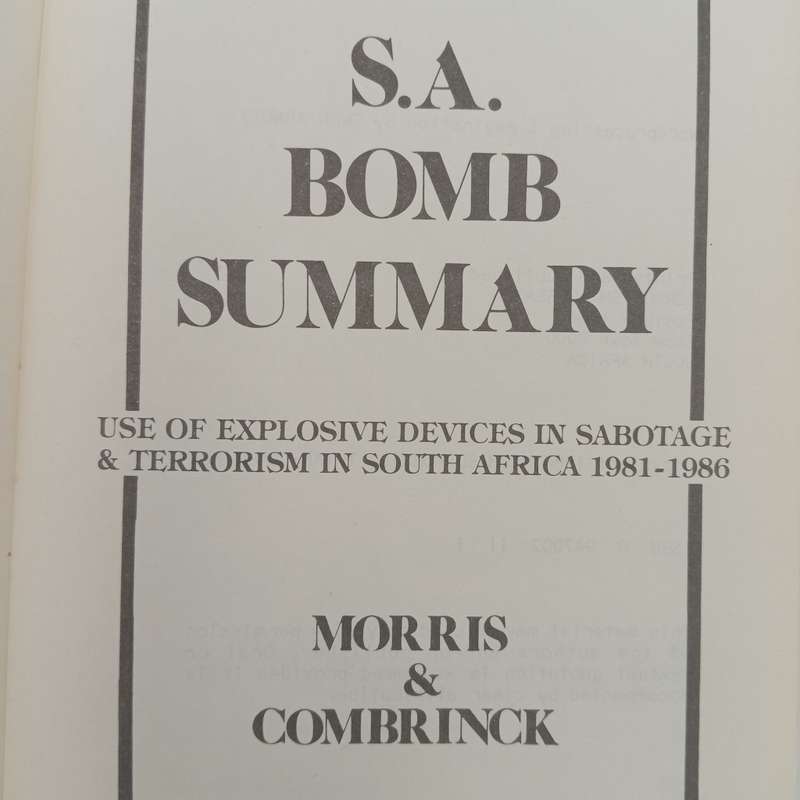 S.A.
BOMB
SUMMARY
USE OF EXPLOSIVE DEVICES IN SABOTAGE
& TERRORISM IN SOUTH AFRICA 1981-1986
MORRIS
&
COMBRINCK